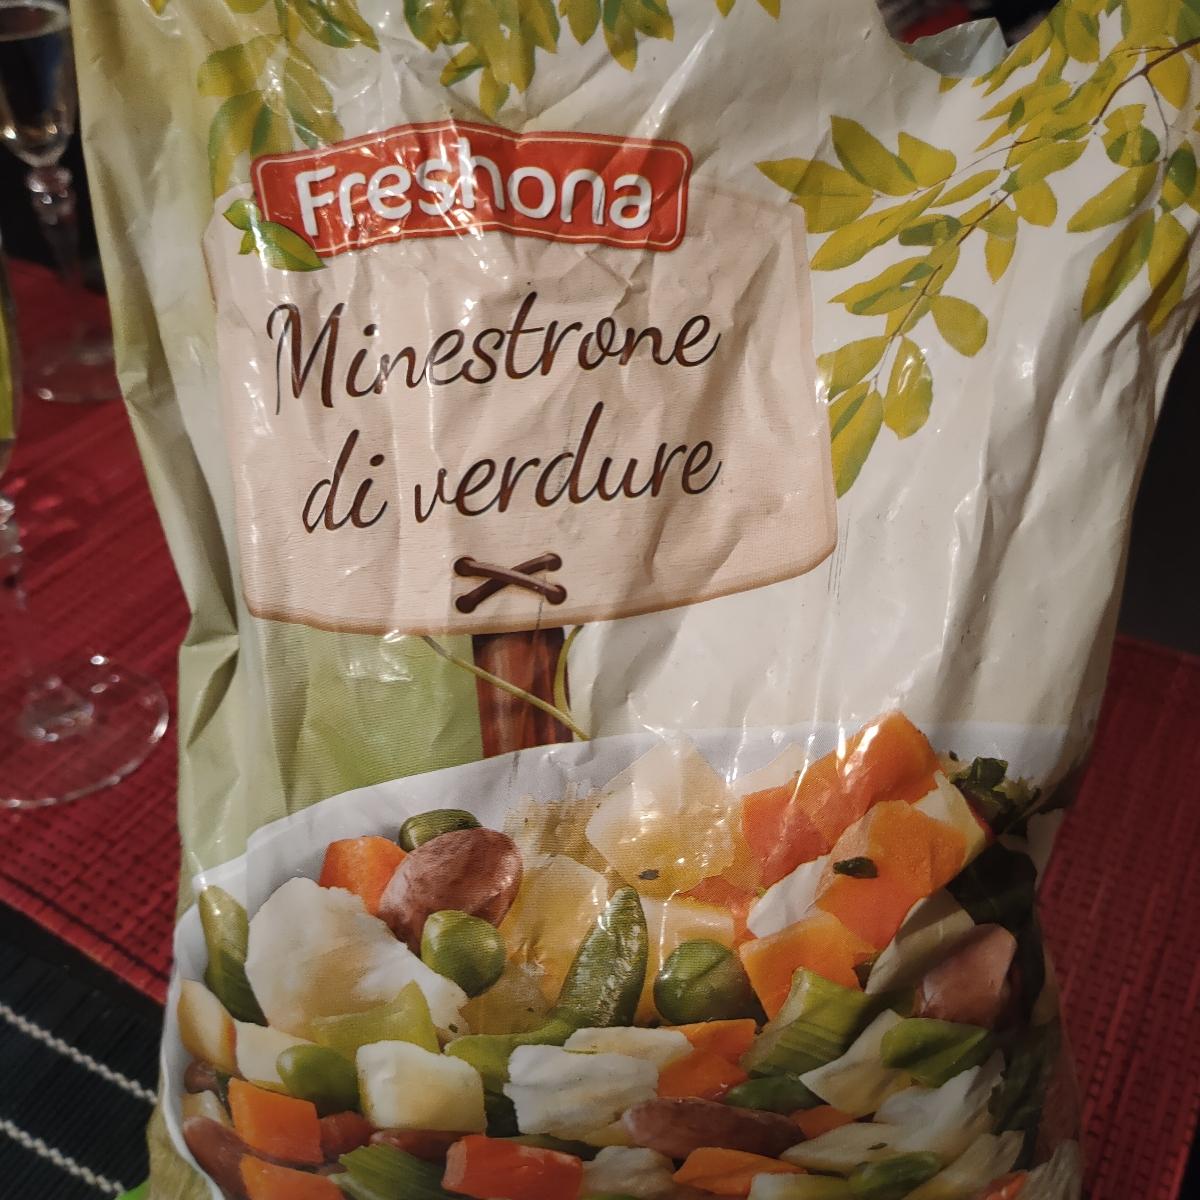 Freshona
Minestrone
di verdure